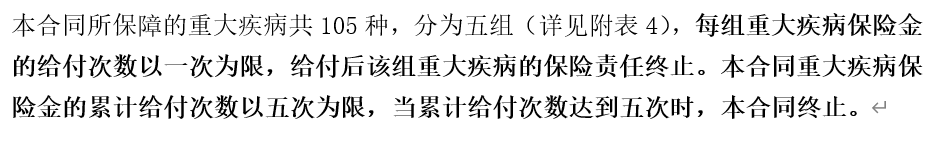 本合同所保障的重大疾病共 105 种，分为五组（详见附表 4），每组重大疾病保险金
的给付次数以一次为限，给付后该组重大疾病的保险责任终止。本合同重大疾病保
险金的累计给付次数以五次为限，当累计给付次数达到五次时，本合同终止。↵